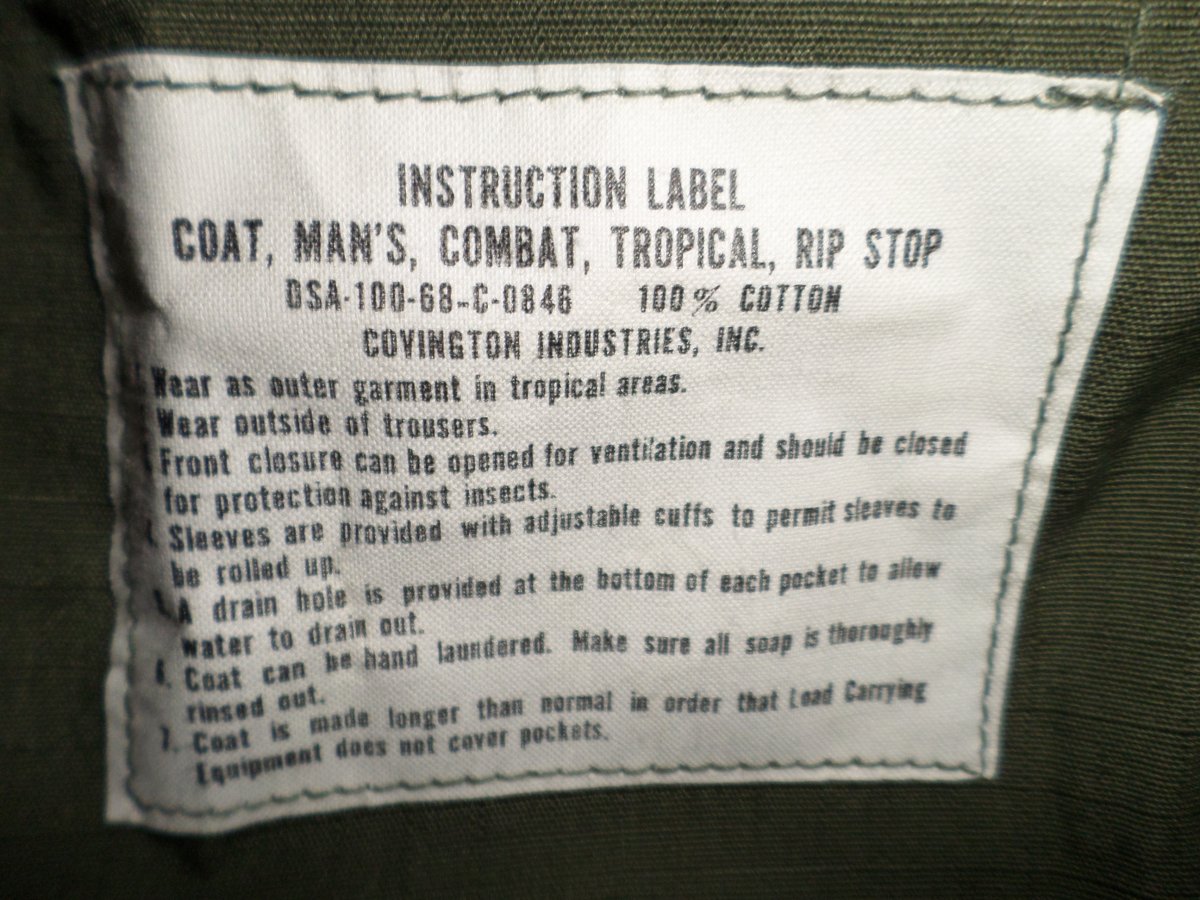 INSTRUCTION LABEL
COAT, MAN'S, COMBAT, TROPICAL, RIP STOP
DSA-100-68-C-0846 100% COTTON
COVINGTON INDUSTRIES, INC.
Wear as outer garment in tropical areas.
Wear outside of trousers.
Front closure can be opened for ventilation and should be closed
for protection against insects.
4. Sleeves are provided with adjustable cuffs to permit sleeves to
be rolled up.
5. A drain hole is provided at the bottom of each pocket to allow
water to drain out.
6. Coat can be hand laundered. Make sure all soap is thoroughly
rinsed out.
7. Coat is made longer than normal in order that Load Carrying
Equipment does not cover pockets.